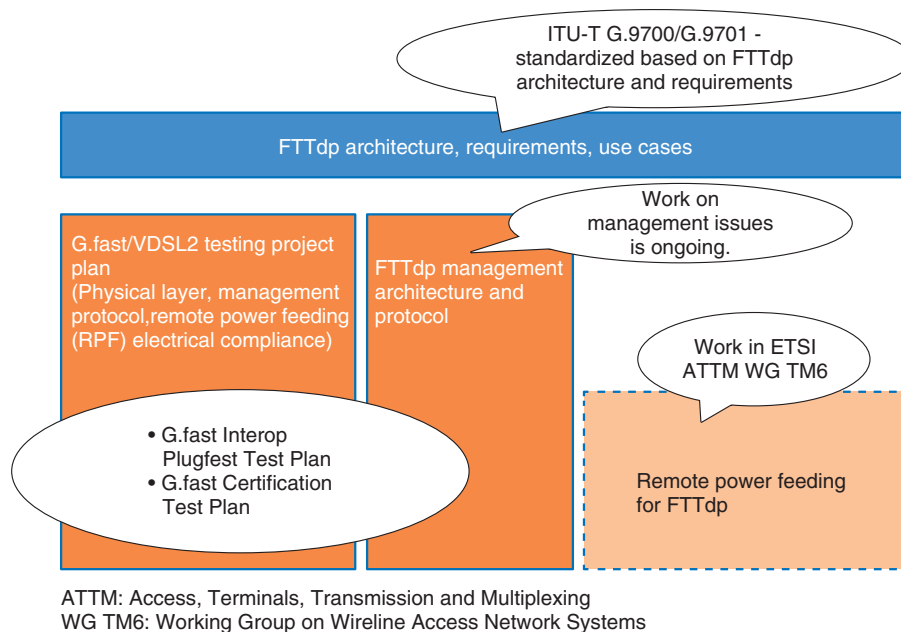 ITU-T G.9700/G.9701 -
standardized based on FTTdp
architecture and requirements
FTTdp architecture, requirements, use cases
G.fast/VDSL2 testing project
plan
(Physical layer, management
protocol,remote power feeding
(RPF) electrical compliance)
• G.fast Interop
Plugfest Test Plan
• G.fast Certification
Test Plan
Work on
management issues
is ongoing.
FTTdp management
architecture and
protocol
Work in ETSI
ATTM WG TM6
Remote power feeding
for FTTdp
ATTM: Access, Terminals, Transmission and Multiplexing
WG TM6: Working Group on Wireline Access Network Systems